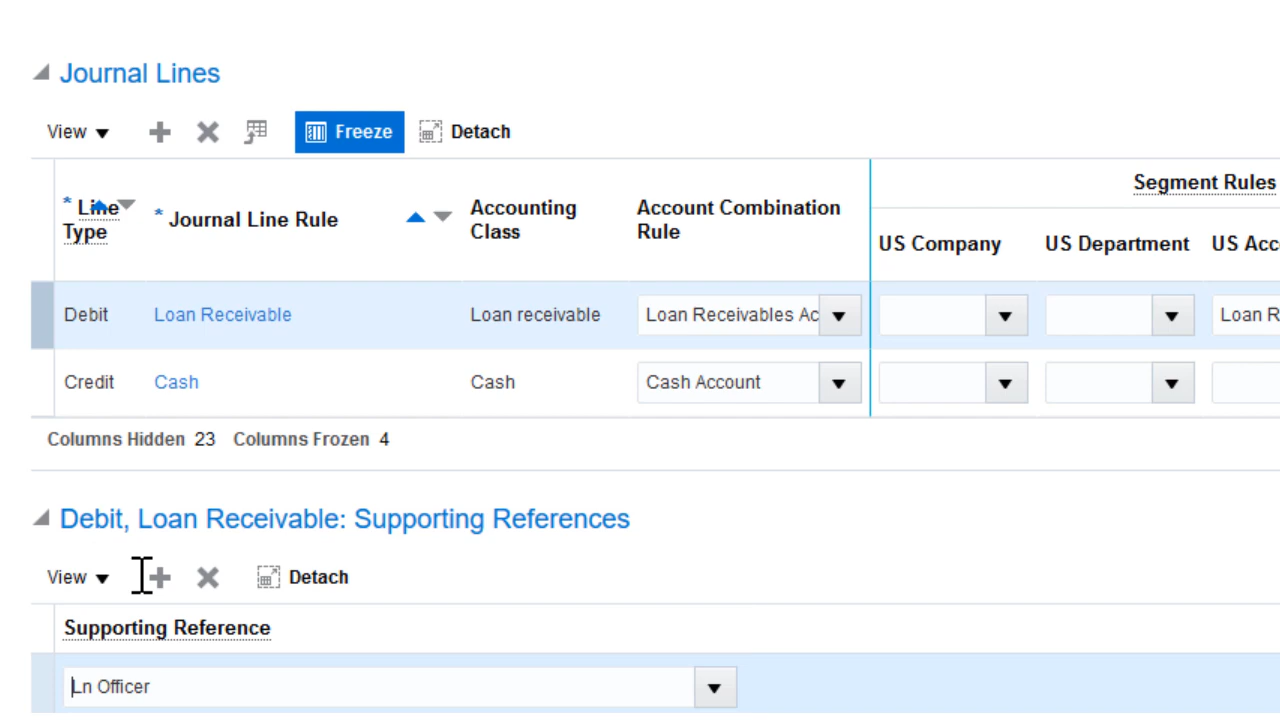 Journal Lines
View Freeze Detach
Segment Rules
* Line Type * Journal Line Rule Accounting Class Account Combination Rule US Company US Department US Acc
Debit Loan Receivable Loan receivable Loan Receivables Ac Loan R
Credit Cash Cash Cash Account
Columns Hidden 23 Columns Frozen 4
Debit, Loan Receivable: Supporting References
View Detach
Supporting Reference
Ln Officer